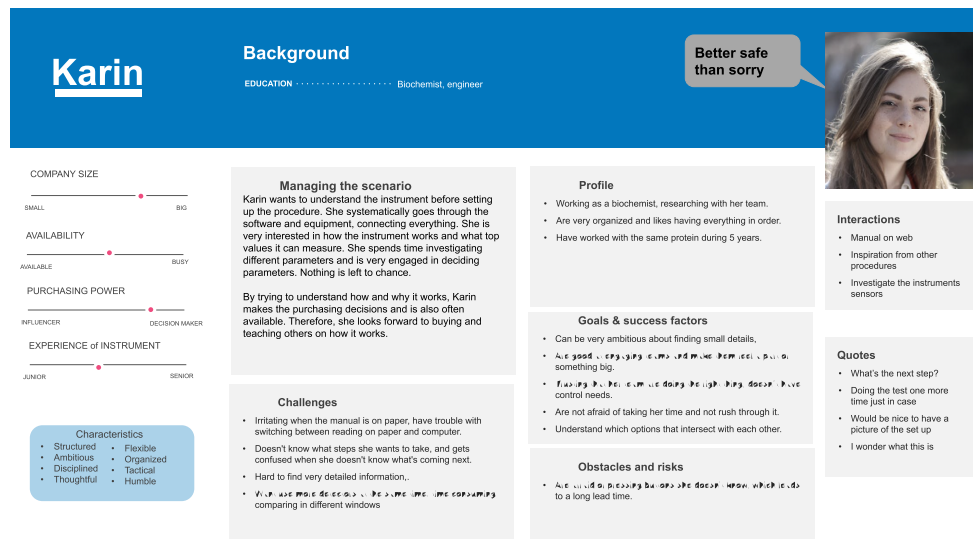 Karin
Background
EDUCATION
Biochemist, engineer
Better safe
than sorry
COMPANY SIZE
SMALL
BIG
AVAILABILITY
AVAILABLE
BUSY
PURCHASING POWER
INFLUENCER
DECISION MAKER
EXPERIENCE of INSTRUMENT
JUNIOR
SENIOR
Characteristics
• Structured
• Ambitious
• Disciplined
• Thoughtful
• Flexible
• Organized
• Tactical
• Humble
Managing the scenario
Karin wants to understand the instrument before setting
up the procedure. She systematically goes through the
software and equipment, connecting everything. She is
very interested in how the instrument works and what top
values it can measure. She spends time investigating
different parameters and is very engaged in deciding
parameters. Nothing is left to chance.
By trying to understand how and why it works, Karin
makes the purchasing decisions and is also often
available. Therefore, she looks forward to buying and
teaching others on how it works.
Challenges
• Irritating when the manual is on paper, have trouble with
switching between reading on paper and computer.
• Doesn't know what steps she wants to take, and gets
confused when she doesn't know what's coming next.
• Hard to find very detailed information,.
comparing in different windows
Profile
• Working as a biochemist, researching with her team.
• Are very organized and likes having everything in order.
• Have worked with the same protein during 5 years.
Goals & success factors
• Can be very ambitious about finding small details,
something big.
control needs.
• Are not afraid of taking her time and not rush through it.
• Understand which options that intersect with each other.
Obstacles and risks
to a long lead time.
Interactions
• Manual on web
• Inspiration from other
procedures
• Investigate the instruments
sensors
Quotes
• What's the next step?
• Doing the test one more
time just in case
• Would be nice to have a
picture of the set up
• I wonder what this is